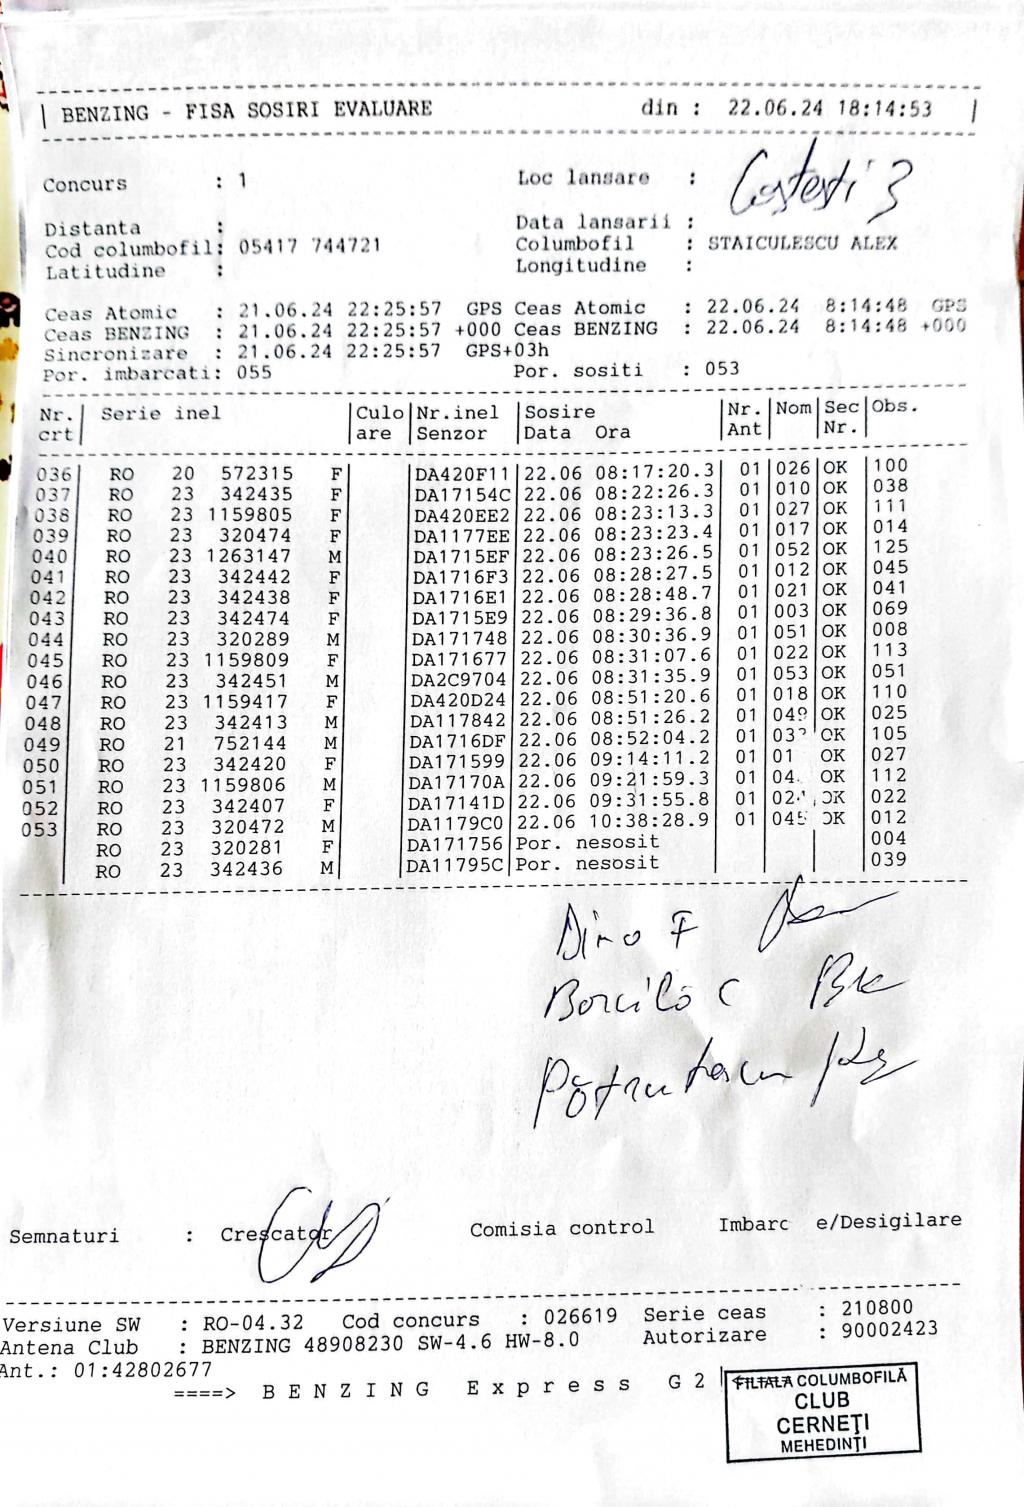 BENZING - FISA SOSIRI EVALUARE din : 22.06.24 18:14:53
Concurs : 1 Loc lansare : Costești 3
Distanta : Data lansarii :
Cod columbofil: 05417 744721 Columbofil : STAICULESCU ALEX
Latitudine : Longitudine :
Ceas Atomic : 21.06.24 22:25:57 GPS Ceas Atomic : 22.06.24 8:14:48 GPS
Ceas BENZING : 21.06.24 22:25:57 +000 Ceas BENZING : 22.06.24 8:14:48 +000
Sincronizare : 21.06.24 22:25:57 GPS+03h
Por. imbarcati: 055 Por. sositi : 053
Nr. Serie inel Culo Nr.inel Sosire Nr. Nom Sec Obs.
crt are Senzor Data Ora Ant Nr.
036 RO 20 572315 F DA420F11 22.06 08:17:20.3 01 026 OK 100
037 RO 23 342435 F DA17154C 22.06 08:22:26.3 01 010 OK 038
038 RO 23 1159805 F DA420EE2 22.06 08:23:13.3 01 027 OK 111
039 RO 23 320474 F DA1177EE 22.06 08:23:23.4 01 017 OK 014
040 RO 23 1263147 M DA1715EF 22.06 08:23:26.5 01 052 OK 125
041 RO 23 342442 F DA1716F3 22.06 08:28:27.5 01 012 OK 045
042 RO 23 342438 F DA1716E1 22.06 08:28:48.7 01 021 OK 041
043 RO 23 342474 F DA1715E9 22.06 08:29:36.8 01 003 OK 069
044 RO 23 320289 M DA171748 22.06 08:30:36.9 01 051 OK 008
045 RO 23 1159809 F DA171677 22.06 08:31:07.6 01 022 OK 113
046 RO 23 342451 M DA2C9704 22.06 08:31:35.9 01 053 OK 051
047 RO 23 1159417 F DA420D24 22.06 08:51:20.6 01 018 OK 110
048 RO 23 342413 M DA117842 22.06 08:51:26.2 01 049 OK 025
049 RO 21 752144 M DA1716DF 22.06 08:52:04.2 01 OK 105
050 RO 23 342420 F DA171599 22.06 09:14:11.2 01 OK 027
051 RO 23 1159806 M DA17170A 22.06 09:21:59.3 01 OK 112
052 RO 23 342407 F DA17141D 22.06 09:31:55.8 01 OK 022
053 RO 23 320472 M DA1179C0 22.06 10:38:28.9 01 045 OK 012
RO 23 320281 F DA171756 Por. nesosit 004
RO 23 342436 M DA11795C Por. nesosit 039
Dino F
Borcilă C
Pătrutescu
Semnaturi : Crescator Comisia control Imbarc e/Desigilare
Versiune SW : RO-04.32 Cod concurs : 026619 Serie ceas : 210800
Antena Club : BENZING 48908230 SW-4.6 HW-8.0 Autorizare : 90002423
Ant.: 01:42802677
====> B E N Z I N G E x p r e s s G 2
FILIALA COLUMBOFILĂ
CLUB
CERNEȚI
MEHEDINȚI